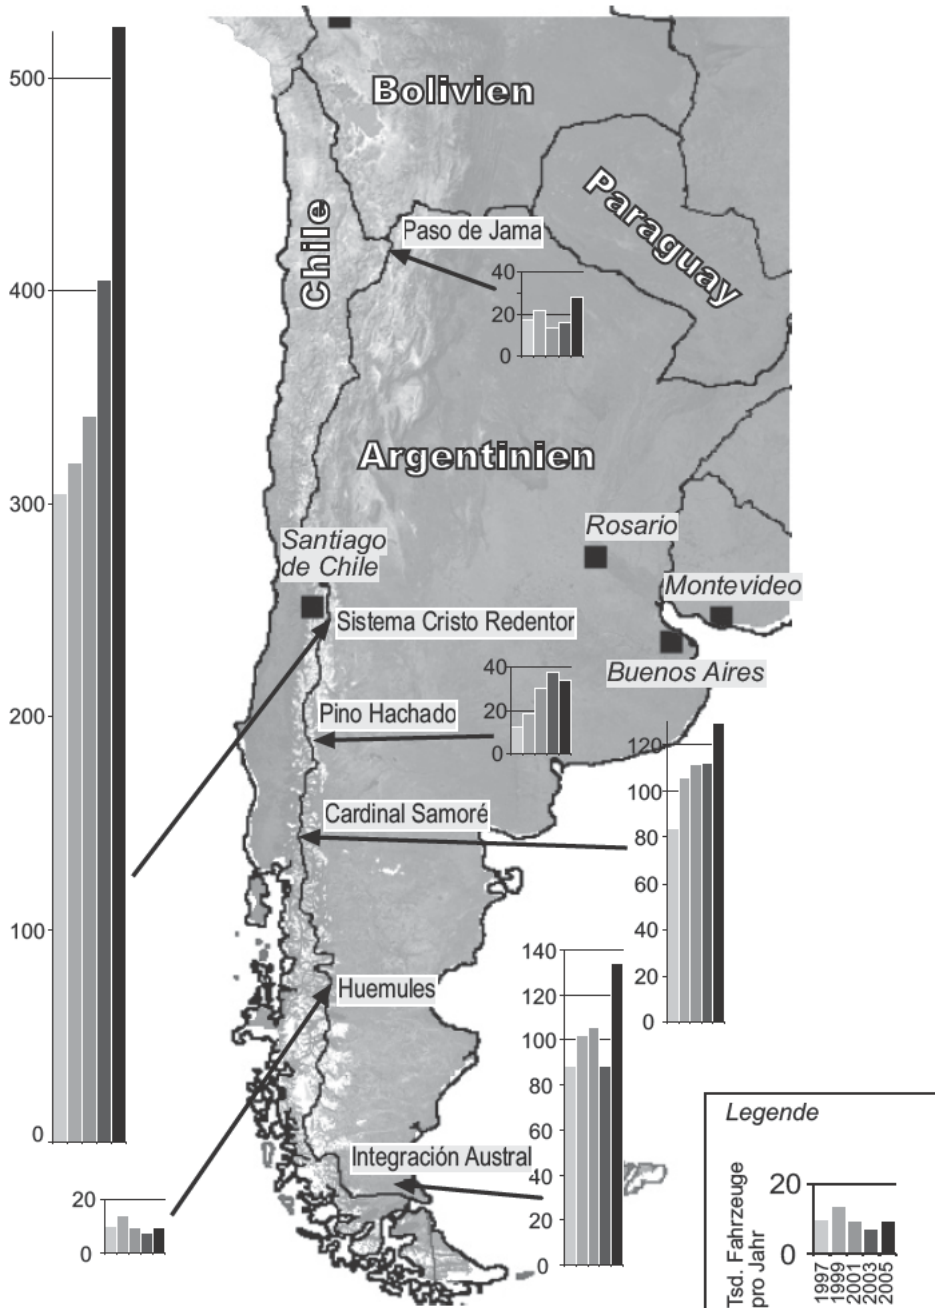 500
400
300
200
100
0
Bolivien
Chile
Paraguay
Paso de Jama
40
20
0
Argentinien
Santiago
de Chile
Rosario
Montevideo
Buenos Aires
Sistema Cristo Redentor
Pino Hachado
40
20
0
Cardinal Samoré
120
100
80
60
40
20
0
Huemules
20
0
Integración Austral
140
120
100
80
60
40
20
0
Legende
Tsd. Fahrzeuge
pro Jahr
20
0
1997
1999
2001
2003
2005